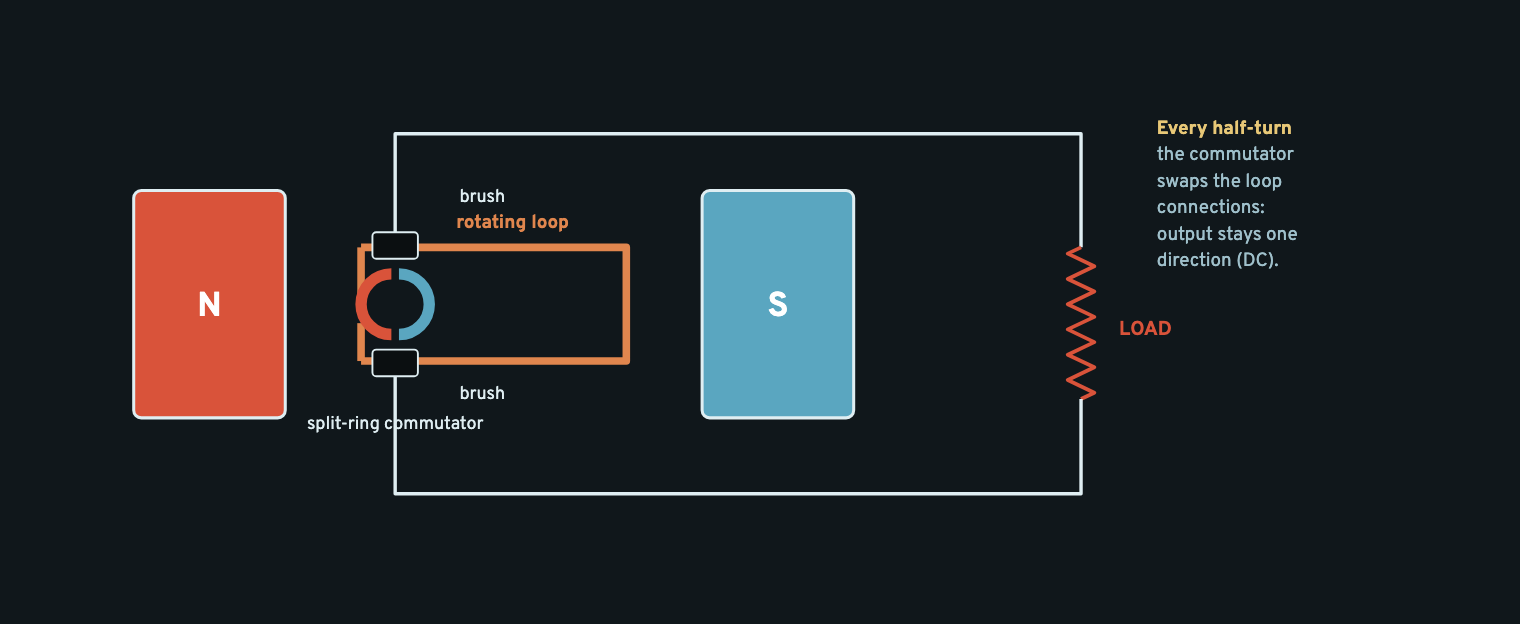 Every half-turn
the commutator
swaps the loop
connections:
output stays one
direction (DC).
brush
rotating loop
N
S
LOAD
brush
split-ring commutator